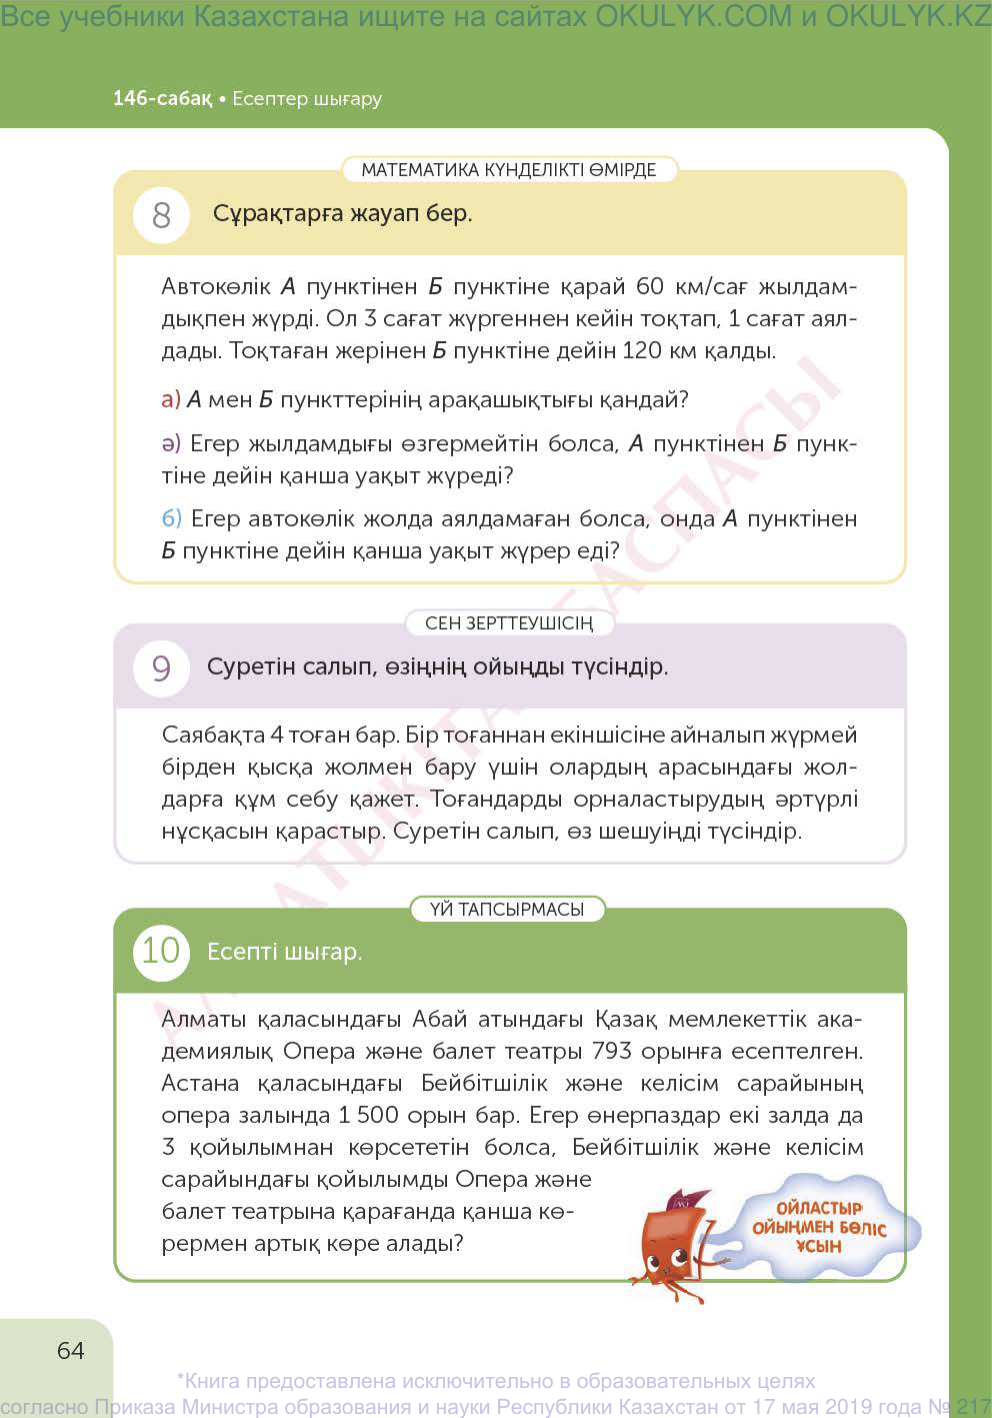 Все учебники Казахстана ищите на сайтах OKULYK.COM и OKULYK.KZ
146-сабақ • Есептер шығару
МАТЕМАТИКА КҮНДЕЛІКТІ ӨМІРДЕ
8 Сұрақтарға жауап бер.
Автокөлік А пунктінен Б пунктіне қарай 60 км/сағ жылдам-
дықпен жүрді. Ол 3 сағат жүргеннен кейін тоқтап, 1 сағат аял-
дады. Тоқтаған жерінен Б пунктіне дейін 120 км қалды.
а) А мен Б пункттерінің арақашықтығы қандай?
ә) Егер жылдамдығы өзгермейтін болса, А пунктінен Б пунк-
тіне дейін қанша уақыт жүреді?
б) Егер автокөлік жолда аялдамаған болса, онда А пунктінен
Б пунктіне дейін қанша уақыт жүрер еді?
СЕН ЗЕРТТЕУШІСІҢ
9 Суретін салып, өзіңнің ойыңды түсіндір.
Саябақта 4 тоған бар. Бір тоғаннан екіншісіне айналып жүрмей
бірден қысқа жолмен бару үшін олардың арасындағы жол-
дарға құм себу қажет. Тоғандарды орналастырудың әртүрлі
нұсқасын қарастыр. Суретін салып, өз шешуіңді түсіндір.
ҮЙ ТАПСЫРМАСЫ
10 Есепті шығар.
Алматы қаласындағы Абай атындағы Қазақ мемлекеттік ака-
демиялық Опера және балет театры 793 орынға есептелген.
Астана қаласындағы Бейбітшілік және келісім сарайының
опера залында 1 500 орын бар. Егер өнерпаздар екі залда да
3 қойылымнан көрсететін болса, Бейбітшілік және келісім
сарайындағы қойылымды Опера және
балет театрына қарағанда қанша кө-
рермен артық көре алады?
ОЙЛАСТЫР
ОЙЫҢМЕН БӨЛІС
ҰСЫН
АЛМАТЫКІТАП БАСПАСЫ
64
*Книга предоставлена исключительно в образовательных целях
согласно Приказа Министра образования и науки Республики Казахстан от 17 мая 2019 года № 217